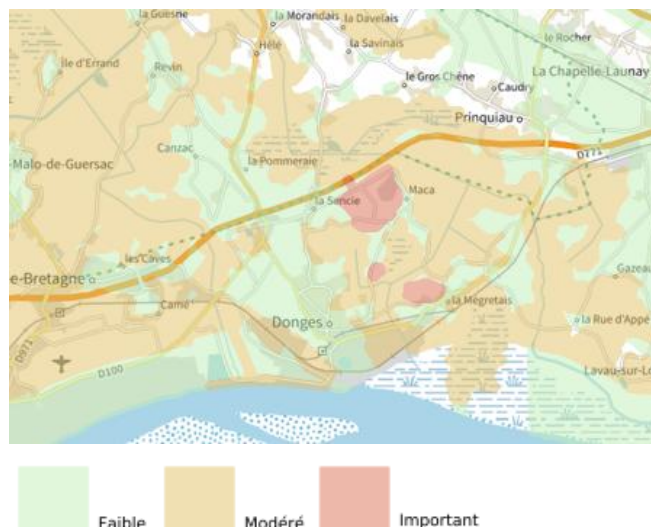 la Guesne
la Morandais
la Davelais
Hélé
la Savinais
le Rocher
Île d'Errand
Revin
le Gros Chêne
Caudry
La Chapelle-Launay
Prinquiau
Canzac
-Malo-de-Guersac
la Pommeraie
D771
Maca
la Sencie
les Caves
e-Bretagne
Gazeau
Camé
la Mégretais
Donges
la Rue d'Appé
D971
D100
Lavau-sur-Lo
Faible
Modéré
Important